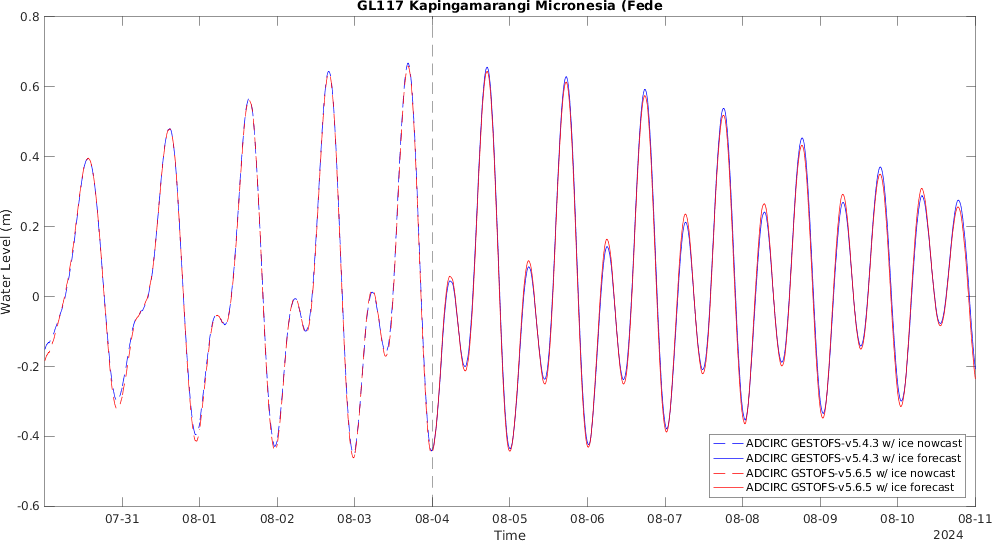 GL117 Kapingamarangi Micronesia (Fede
Water Level (m)
0.8
0.6
0.4
0.2
0
-0.2
-0.4
-0.6
07-31 08-01 08-02 08-03 08-04 08-05 08-06 08-07 08-08 08-09 08-10 08-11
Time
2024
ADCIRC GESTOFS-v5.4.3 w/ ice nowcast
ADCIRC GESTOFS-v5.4.3 w/ ice forecast
ADCIRC GSTOFS-v5.6.5 w/ ice nowcast
ADCIRC GSTOFS-v5.6.5 w/ ice forecast